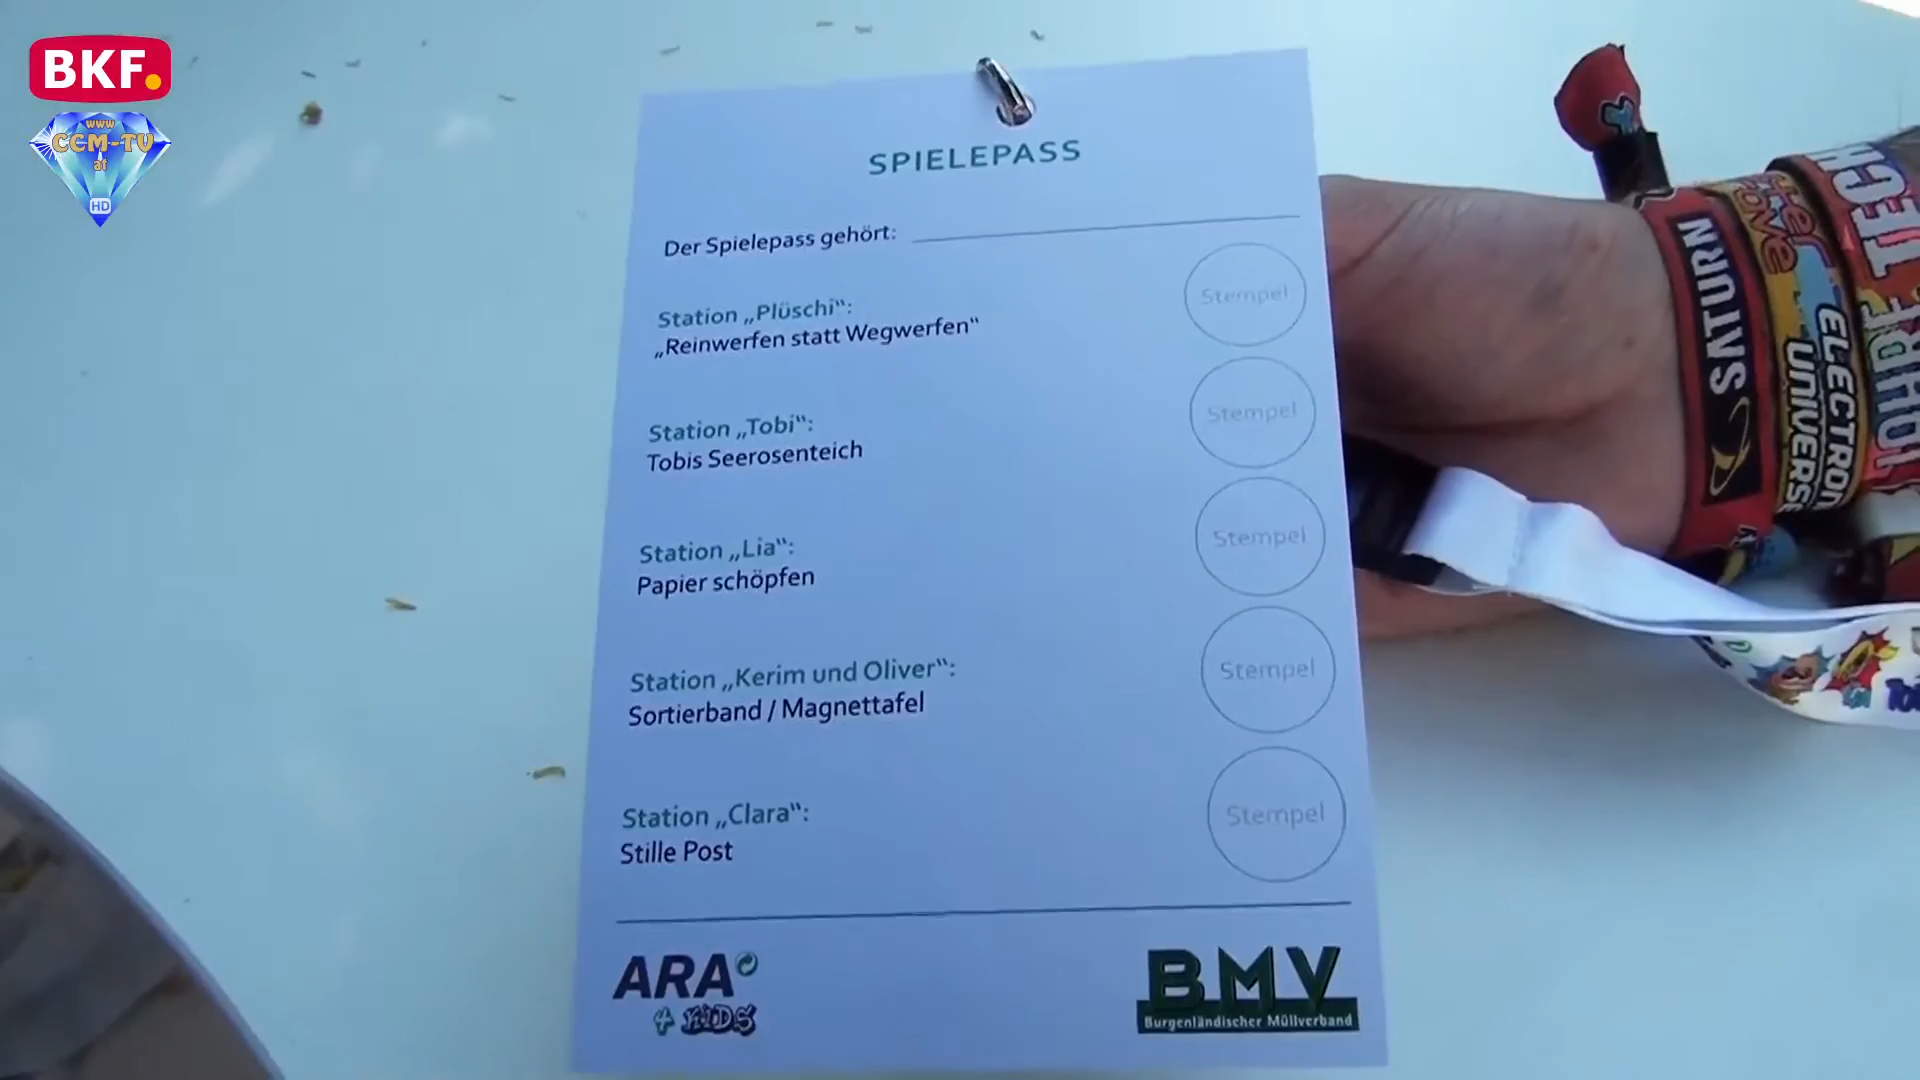 BKF.
www
CCM-TV
at
HD
SPIELEPASS
Der Spielepass gehört:
Station „Plüschi“:
„Reinwerfen statt Wegwerfen“
Stempel
Station „Tobi“:
Tobis Seerosenteich
Stempel
Station „Lia“:
Papier schöpfen
Stempel
Station „Kerim und Oliver“:
Sortierband / Magnettafel
Stempel
Station „Clara“:
Stille Post
Stempel
ARA
4 KIDS
BMV
Burgenländischer Müllverband
SATURN
ELECTRON
UNIVERS